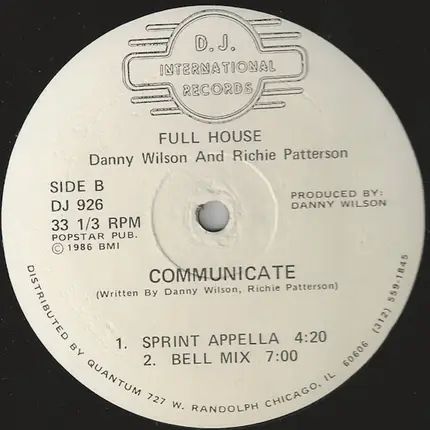 D.J.
INTERNATIONAL
RECORDS
FULL HOUSE
Danny Wilson And Richie Patterson
SIDE B
DJ 926
33 1/3 RPM
POPSTAR PUB.
© 1986 BMI
PRODUCED BY:
DANNY WILSON
COMMUNICATE
(Written By Danny Wilson, Richie Patterson)
1. SPRINT APPELLA 4:20
2. BELL MIX 7:00
DISTRIBUTED BY QUANTUM 727 W. RANDOLPH CHICAGO, IL 60606 (312) 559-1845